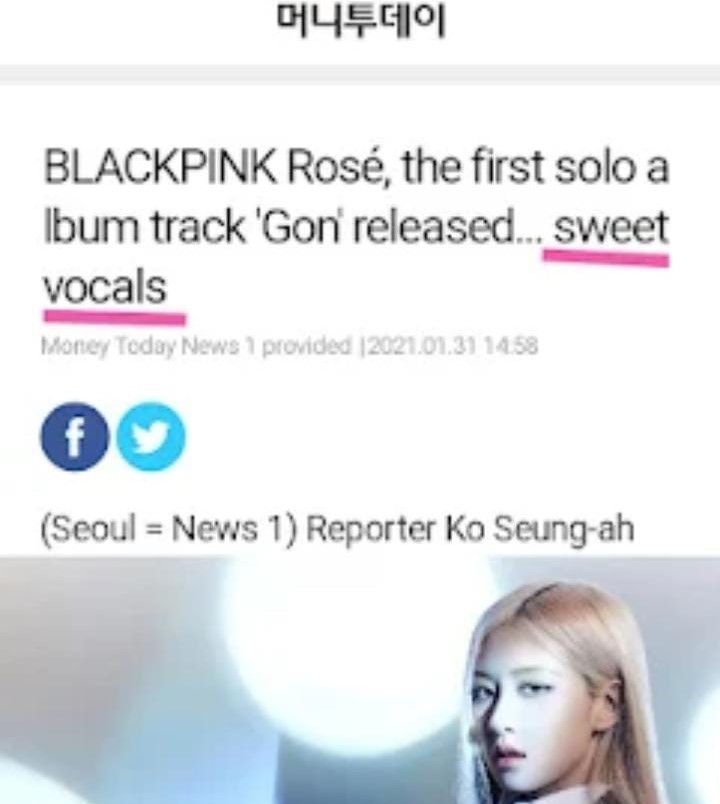 머니투데이
BLACKPINK Rosé, the first solo a
lbum track 'Gon' released... sweet
vocals
Money Today News 1 provided | 2021.01.31 14:58
f
(Seoul = News 1) Reporter Ko Seung-ah